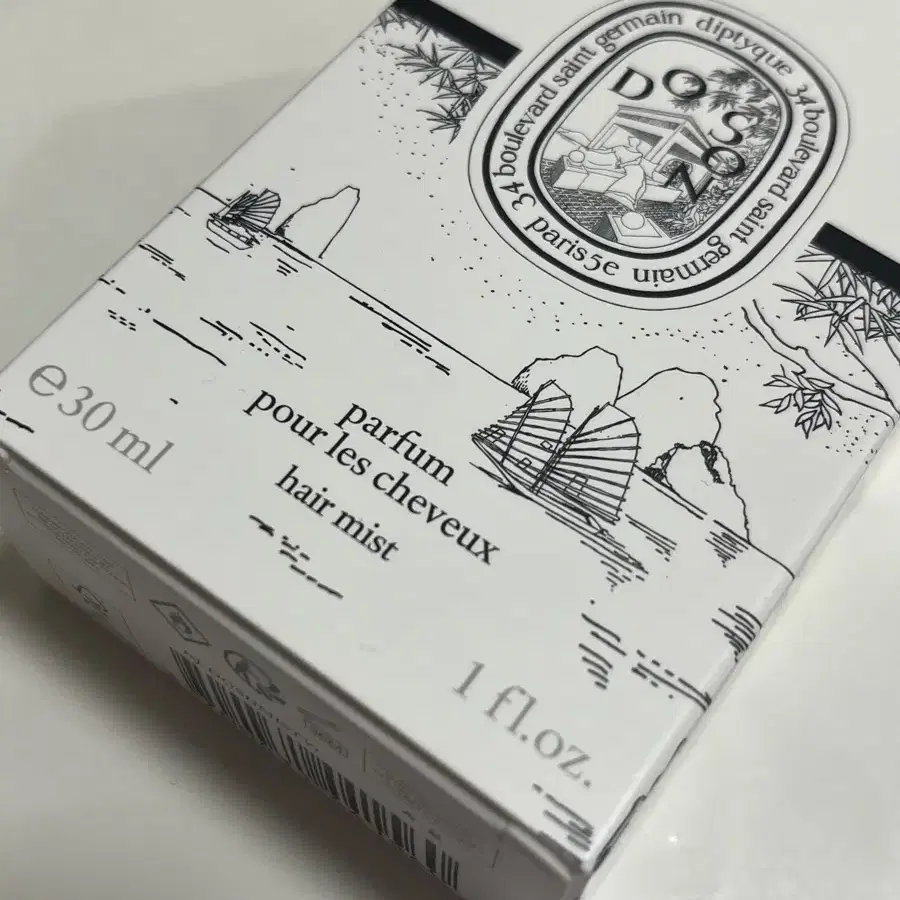 34 boulevard saint germain diptyque 34 boulevard saint germain paris 5e
DO
SON
parfum
pour les cheveux
hair mist
℮30 ml
1 fl.oz.